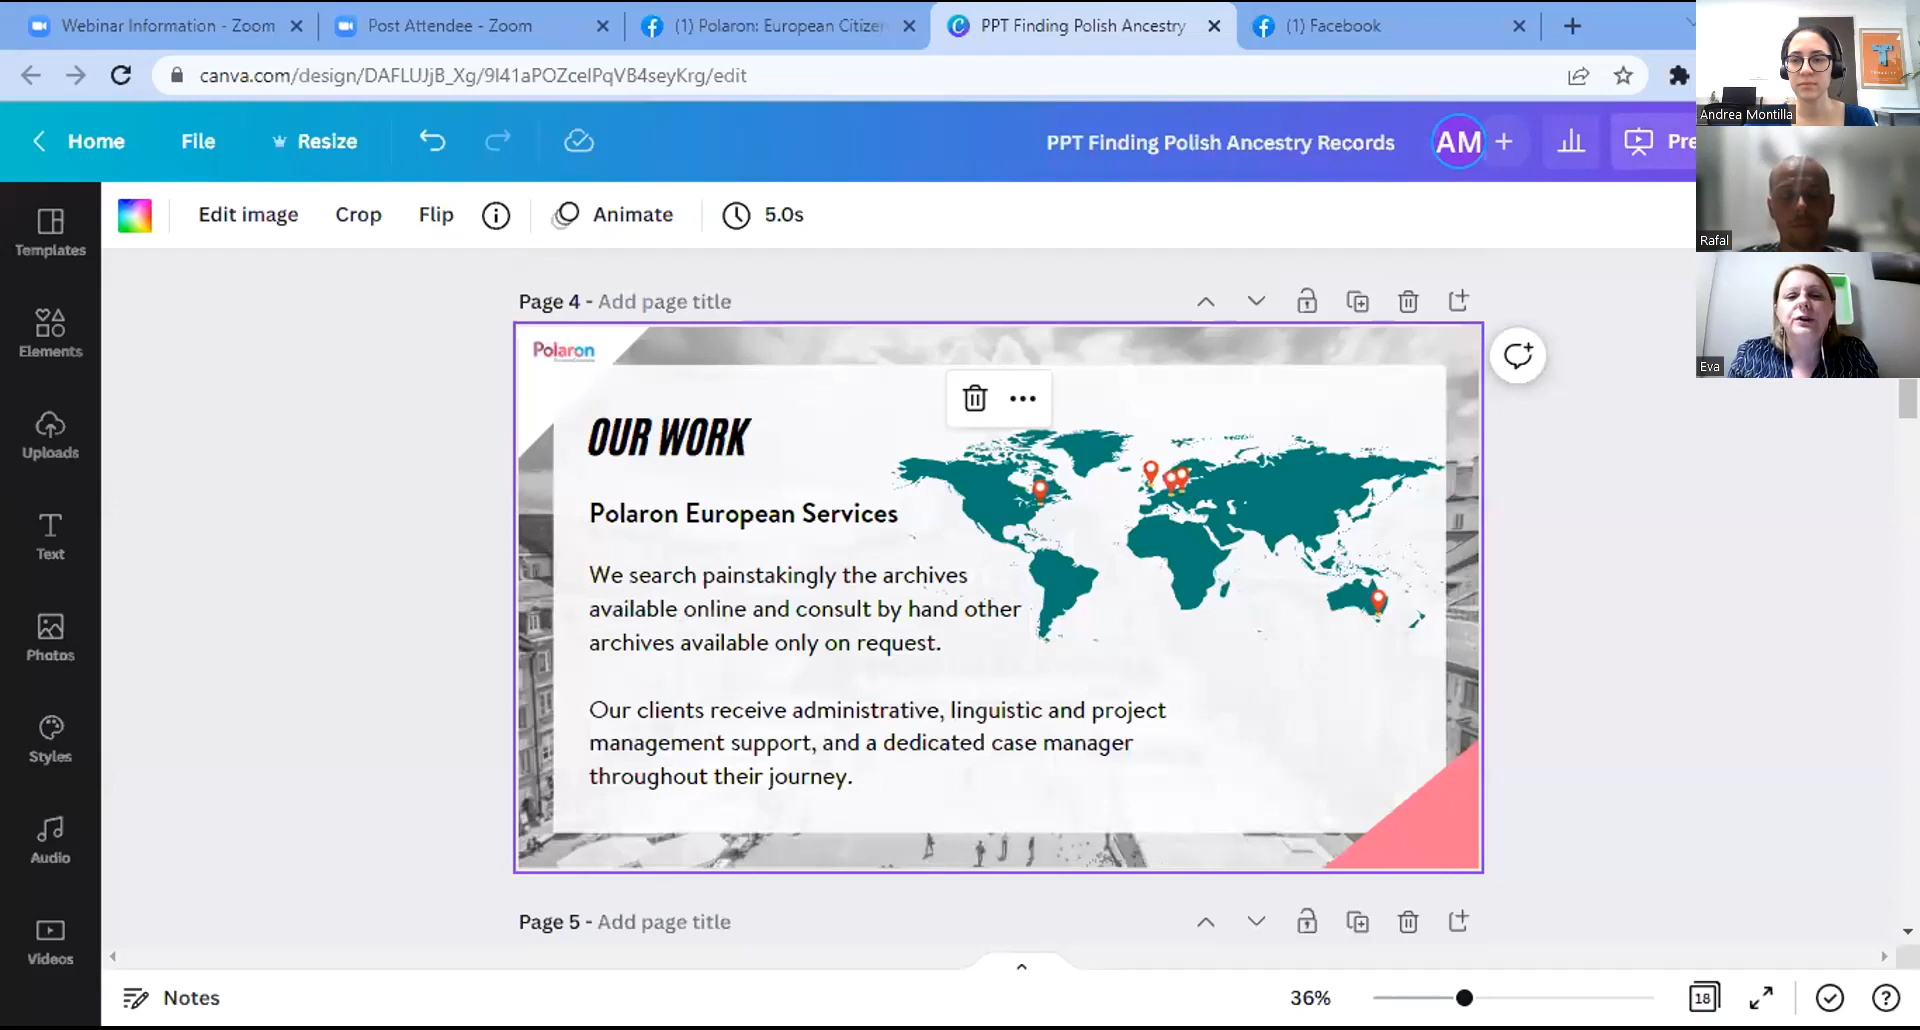 Webinar Information - Zoom
Post Attendee - Zoom
(1) Polaron: European Citizen
PPT Finding Polish Ancestry
(1) Facebook
canva.com/design/DAFLUJjB_Xg/9I41aPOZcelPqVB4seyKrg/edit
Home
File
Resize
PPT Finding Polish Ancestry Records
AM
Pre
Edit image
Crop
Flip
Animate
5.0s
Andrea Montilla
Rafal
Eva
Templates
Elements
Uploads
Text
Photos
Styles
Audio
Videos
Page 4 - Add page title
Polaron
OUR WORK
Polaron European Services
We search painstakingly the archives
available online and consult by hand other
archives available only on request.
Our clients receive administrative, linguistic and project
management support, and a dedicated case manager
throughout their journey.
Page 5 - Add page title
Notes
36%
18